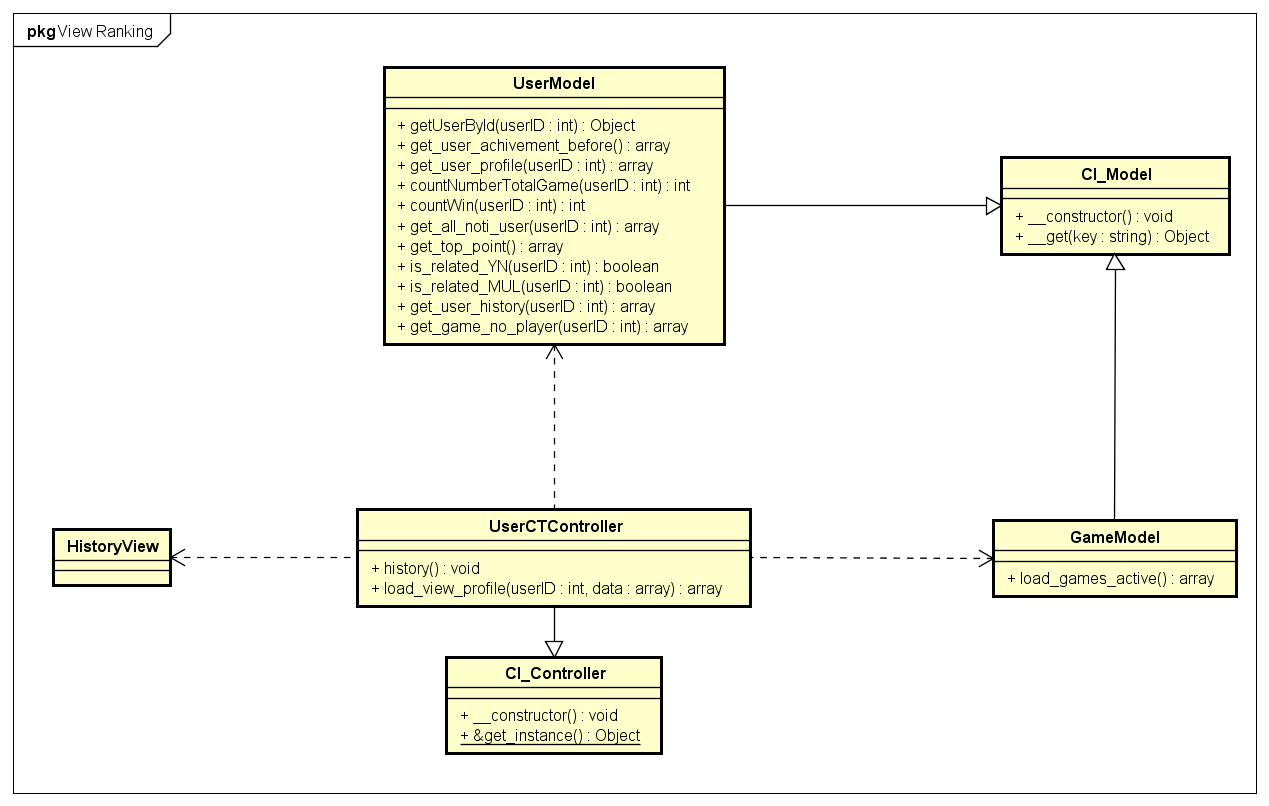 pkg View Ranking
UserModel
+ getUserById(userID : int) : Object
+ get_user_achivement_before() : array
+ get_user_profile(userID : int) : array
+ countNumberTotalGame(userID : int) : int
+ countWin(userID : int) : int
+ get_all_noti_user(userID : int) : array
+ get_top_point() : array
+ is_related_YN(userID : int) : boolean
+ is_related_MUL(userID : int) : boolean
+ get_user_history(userID : int) : array
+ get_game_no_player(userID : int) : array
CI_Model
+ __constructor() : void
+ __get(key : string) : Object
HistoryView
UserCTController
+ history() : void
+ load_view_profile(userID : int, data : array) : array
GameModel
+ load_games_active() : array
CI_Controller
+ __constructor() : void
+ &get_instance() : Object